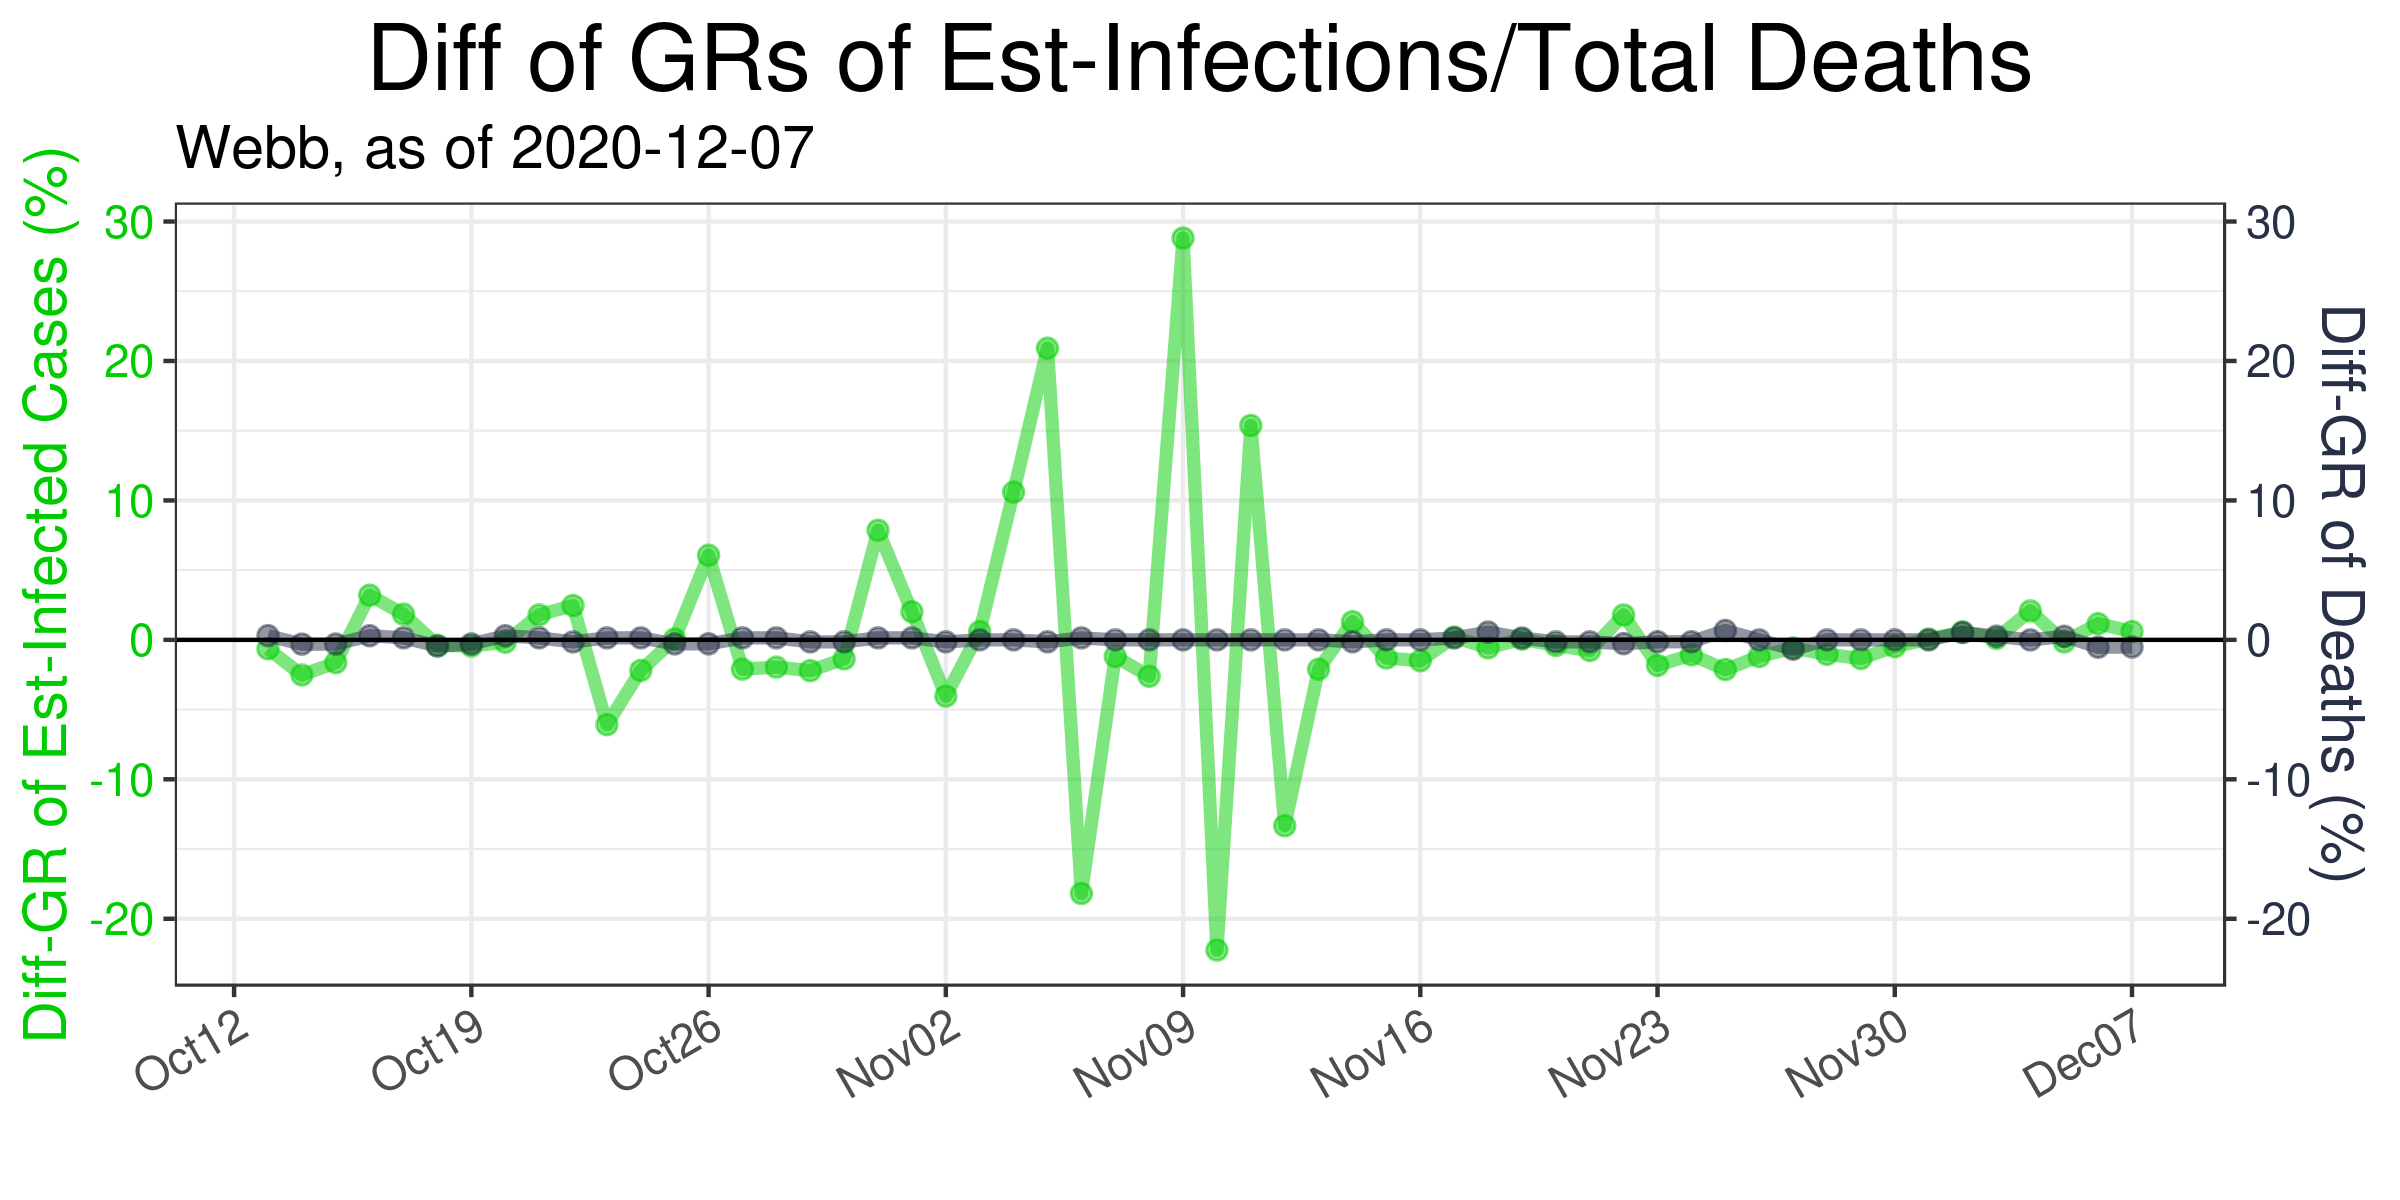 Diff of GRs of Est-Infections/Total Deaths
Webb, as of 2020-12-07
Diff-GR of Est-Infected Cases (%)
30
20
10
0
-10
-20
30
20
10
0
-10
-20
Diff-GR of Deaths (%)
Oct12
Oct19
Oct26
Nov02
Nov09
Nov16
Nov23
Nov30
Dec07